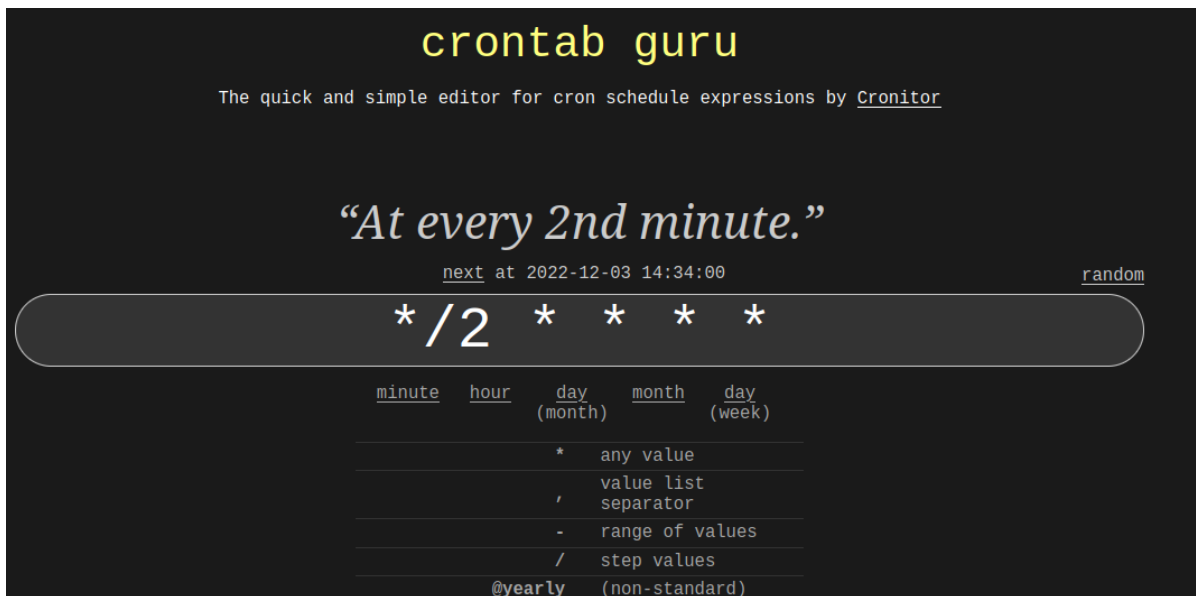 crontab guru
The quick and simple editor for cron schedule expressions by Cronitor
“At every 2nd minute.”
next at 2022-12-03 14:34:00
random
*/2 * * * *
minute hour day month day
(month) (week)
* any value
, value list
separator
- range of values
/ step values
@yearly (non-standard)